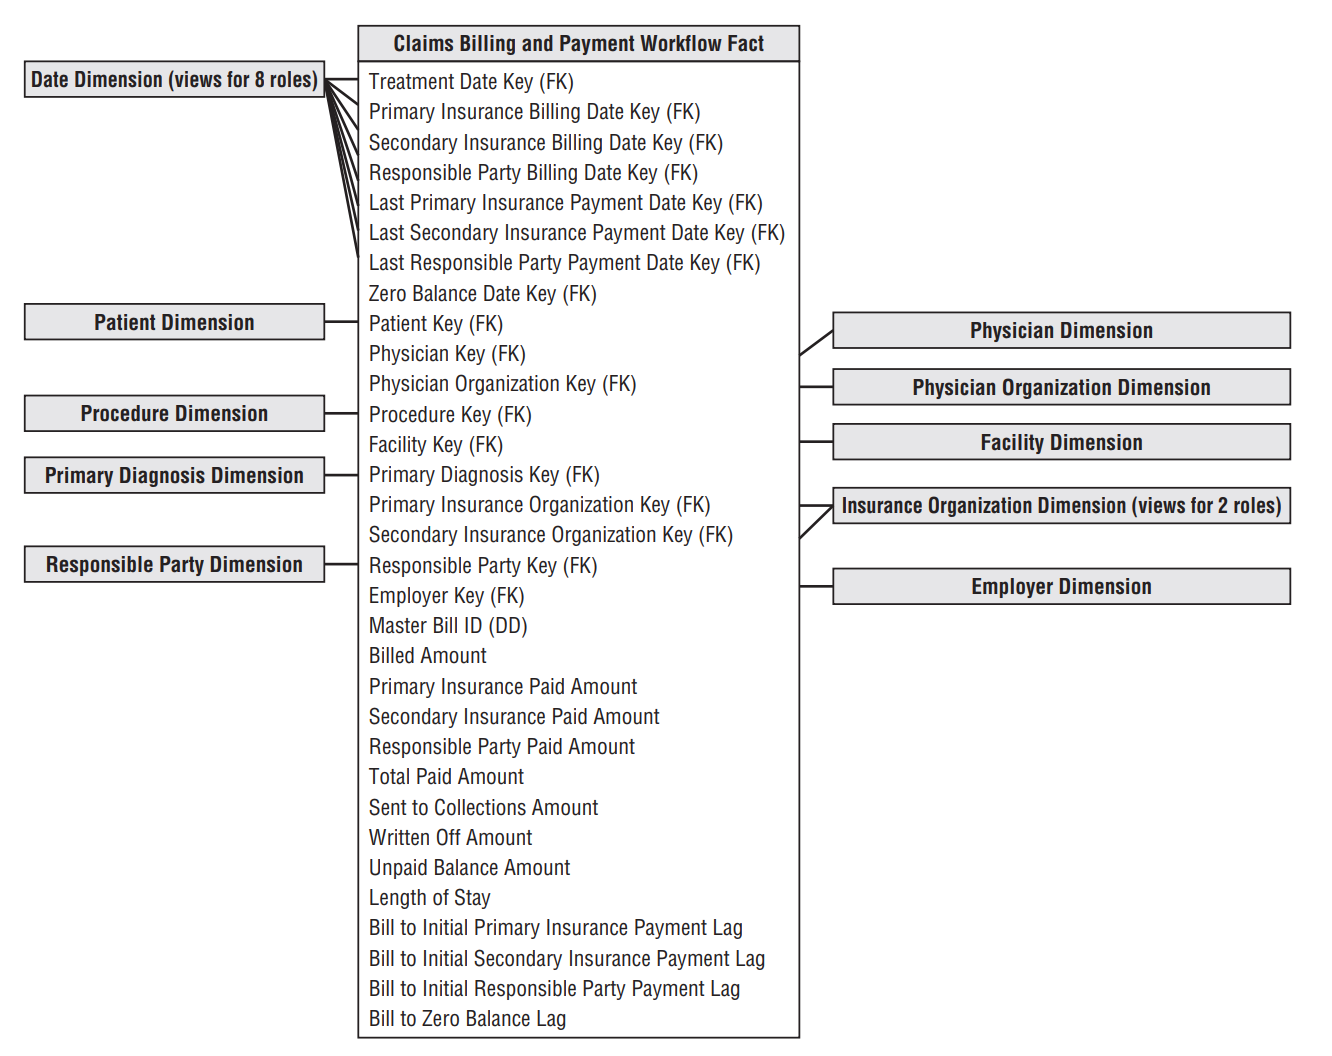 Claims Billing and Payment Workflow Fact
Date Dimension (views for 8 roles)
Treatment Date Key (FK)
Primary Insurance Billing Date Key (FK)
Secondary Insurance Billing Date Key (FK)
Responsible Party Billing Date Key (FK)
Last Primary Insurance Payment Date Key (FK)
Last Secondary Insurance Payment Date Key (FK)
Last Responsible Party Payment Date Key (FK)
Zero Balance Date Key (FK)
Patient Key (FK)
Physician Key (FK)
Physician Organization Key (FK)
Procedure Key (FK)
Facility Key (FK)
Primary Diagnosis Key (FK)
Primary Insurance Organization Key (FK)
Secondary Insurance Organization Key (FK)
Responsible Party Key (FK)
Employer Key (FK)
Master Bill ID (DD)
Billed Amount
Primary Insurance Paid Amount
Secondary Insurance Paid Amount
Responsible Party Paid Amount
Total Paid Amount
Sent to Collections Amount
Written Off Amount
Unpaid Balance Amount
Length of Stay
Bill to Initial Primary Insurance Payment Lag
Bill to Initial Secondary Insurance Payment Lag
Bill to Initial Responsible Party Payment Lag
Bill to Zero Balance Lag
Patient Dimension
Procedure Dimension
Primary Diagnosis Dimension
Responsible Party Dimension
Physician Dimension
Physician Organization Dimension
Facility Dimension
Insurance Organization Dimension (views for 2 roles)
Employer Dimension